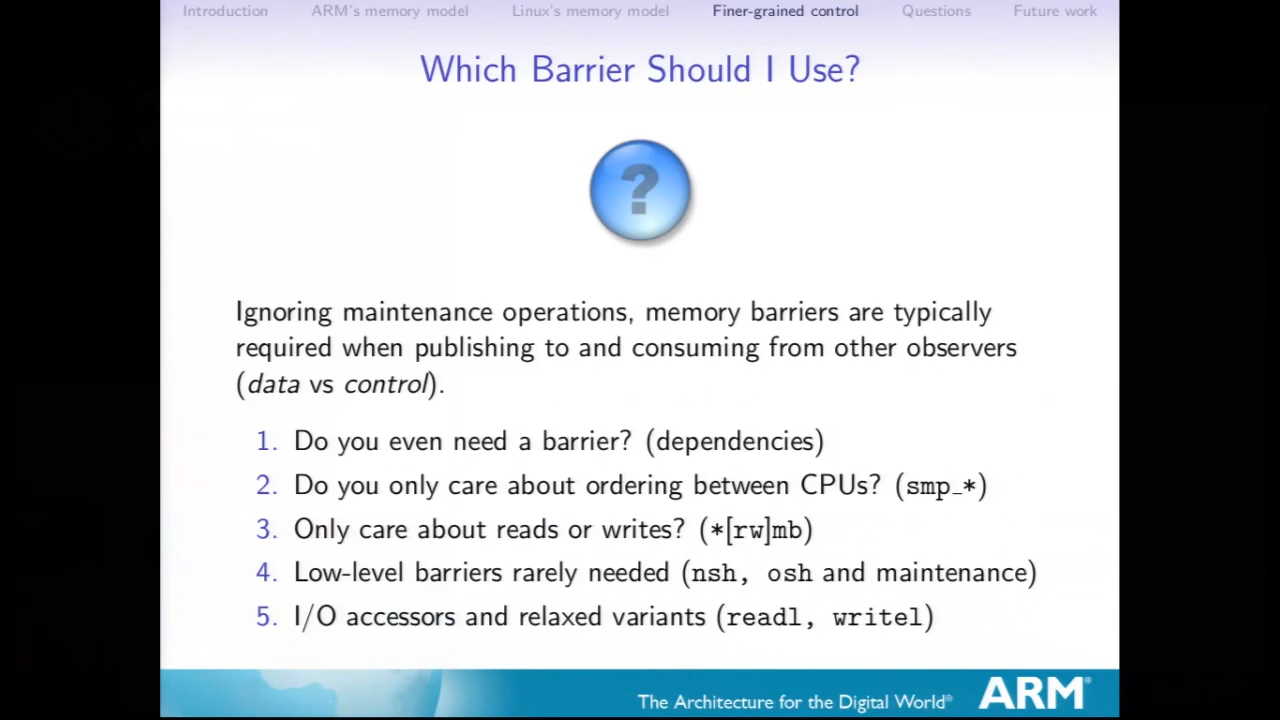 Introduction ARM's memory model Linux's memory model Finer-grained control Questions Future work
Which Barrier Should I Use?
?
Ignoring maintenance operations, memory barriers are typically
required when publishing to and consuming from other observers
(data vs control).
1. Do you even need a barrier? (dependencies)
2. Do you only care about ordering between CPUs? (smp_*)
3. Only care about reads or writes? (*[rw]mb)
4. Low-level barriers rarely needed (nsh, osh and maintenance)
5. I/O accessors and relaxed variants (readl, writel)
The Architecture for the Digital World® ARM®